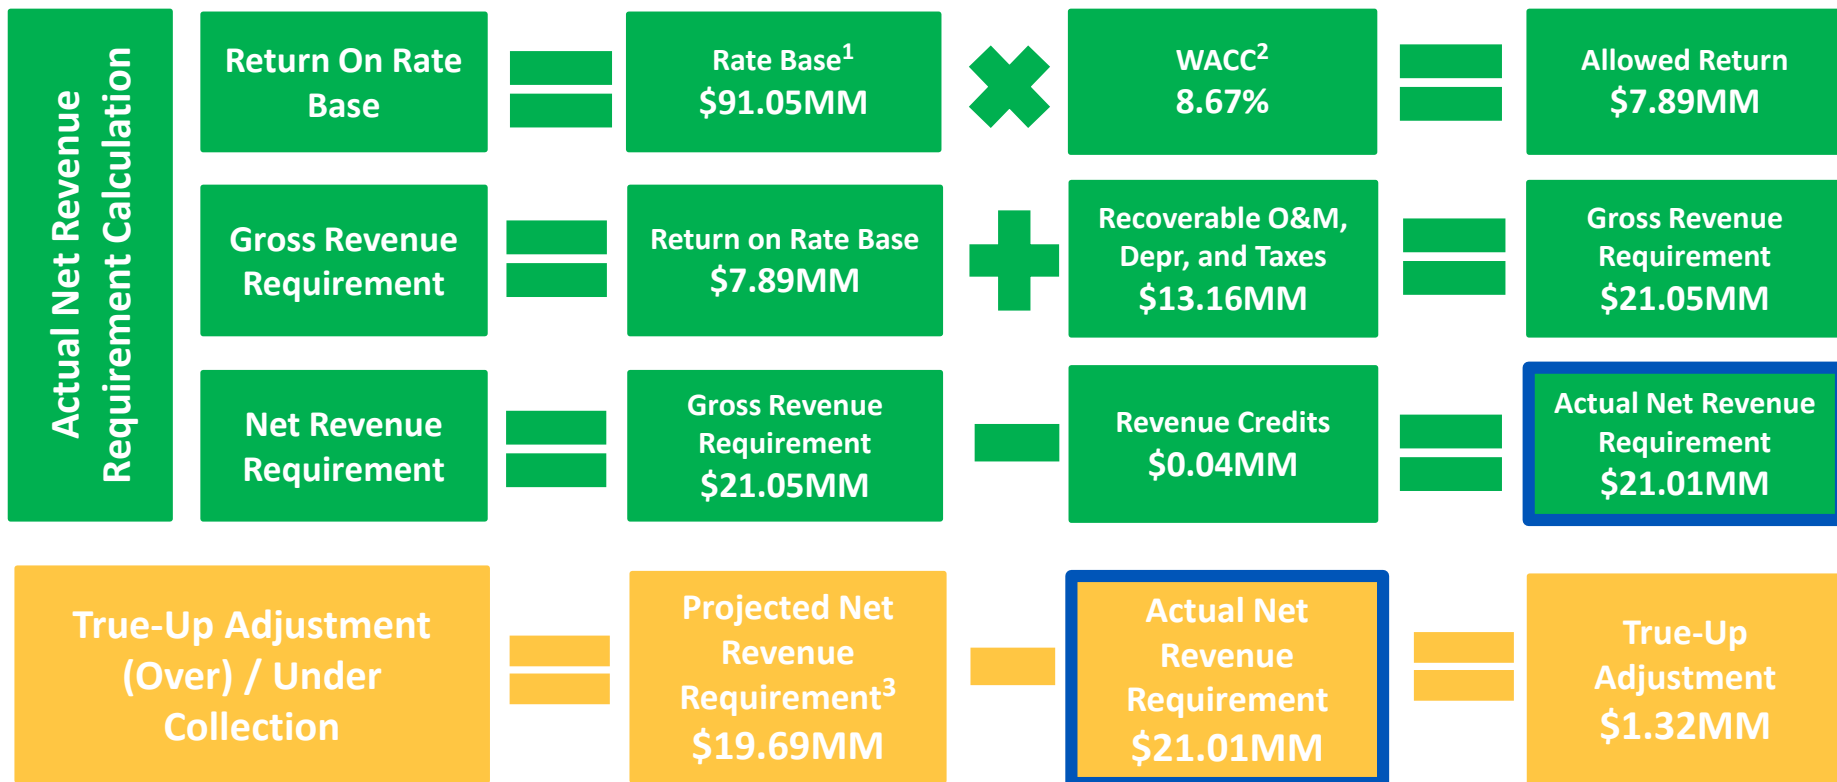 Actual Net Revenue
Requirement Calculation
Return On Rate
Base
Rate Base1
$91.05MM
WACC2
8.67%
Allowed Return
$7.89MM
Gross Revenue
Requirement
Return on Rate Base
$7.89MM
Recoverable O&M,
Depr, and Taxes
$13.16MM
Gross Revenue
Requirement
$21.05MM
Net Revenue
Requirement
Gross Revenue
Requirement
$21.05MM
Revenue Credits
$0.04MM
Actual Net Revenue
Requirement
$21.01MM
True-Up Adjustment
(Over) / Under
Collection
Projected Net
Revenue
Requirement3
$19.69MM
Actual Net
Revenue
Requirement
$21.01MM
True-Up
Adjustment
$1.32MM